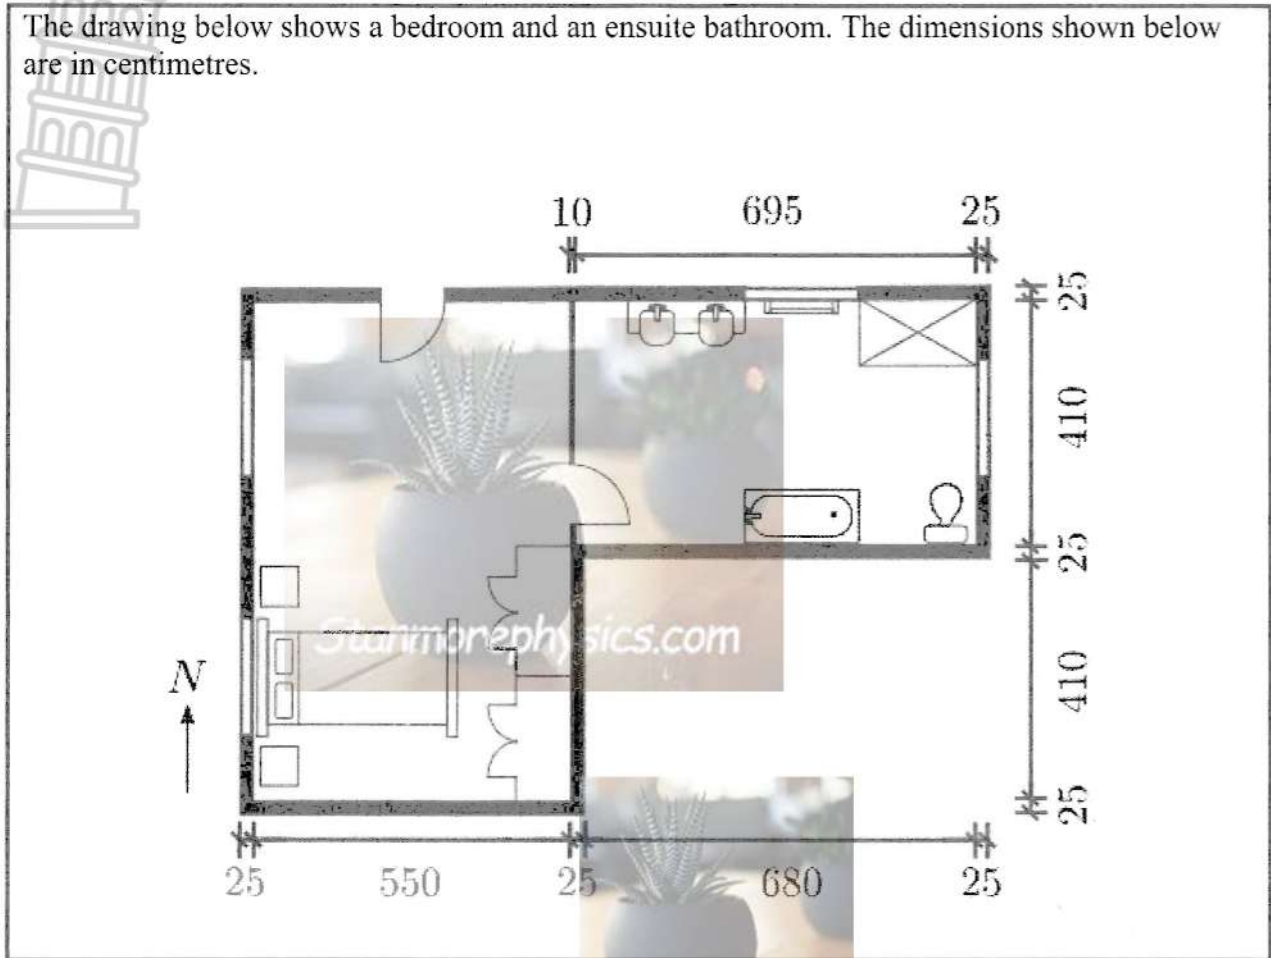 The drawing below shows a bedroom and an ensuite bathroom. The dimensions shown below
are in centimetres.
10 695 25
25
410
25
410
25
Stanmorephysics.com
N
25 550 25 680 25